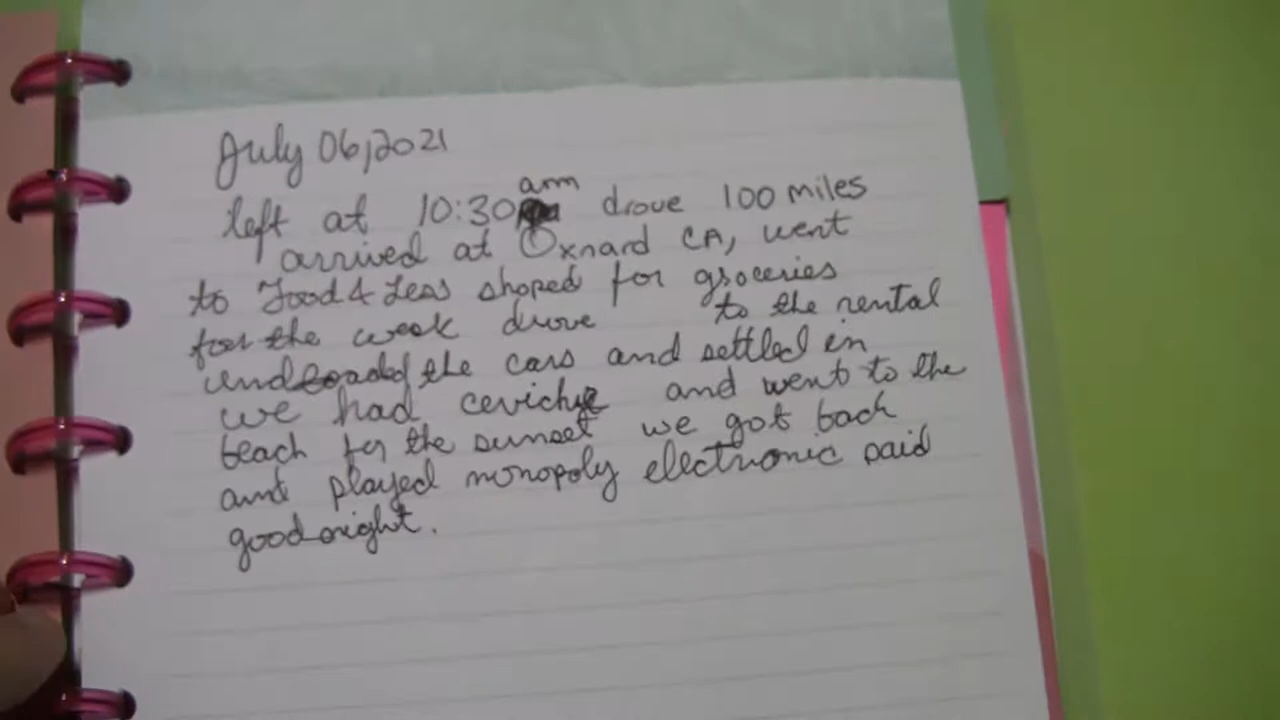 July 06, 2021
left at 10:30 am drove 100 miles
arrived at Oxnard CA, went
to Food 4 Less shoped for groceries
for the week drove to the rental
undloaded the cars and settled in
we had ceviche and went to the
beach for the sunset we got back
and played monopoly electronic said
goodnight.